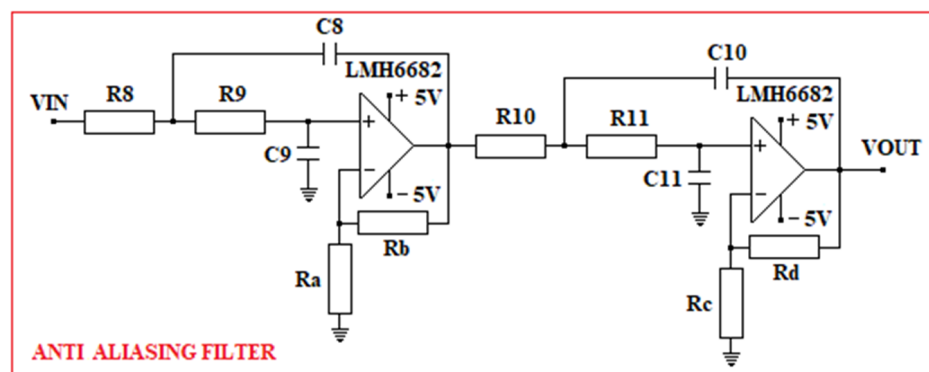 C8
C10
LMH6682
LMH6682
VIN
R8
R9
+ 5V
R10
R11
+ 5V
VOUT
+
+
C9
C11
−
− 5V
−
− 5V
Rb
Rd
Ra
Rc
ANTI ALIASING FILTER